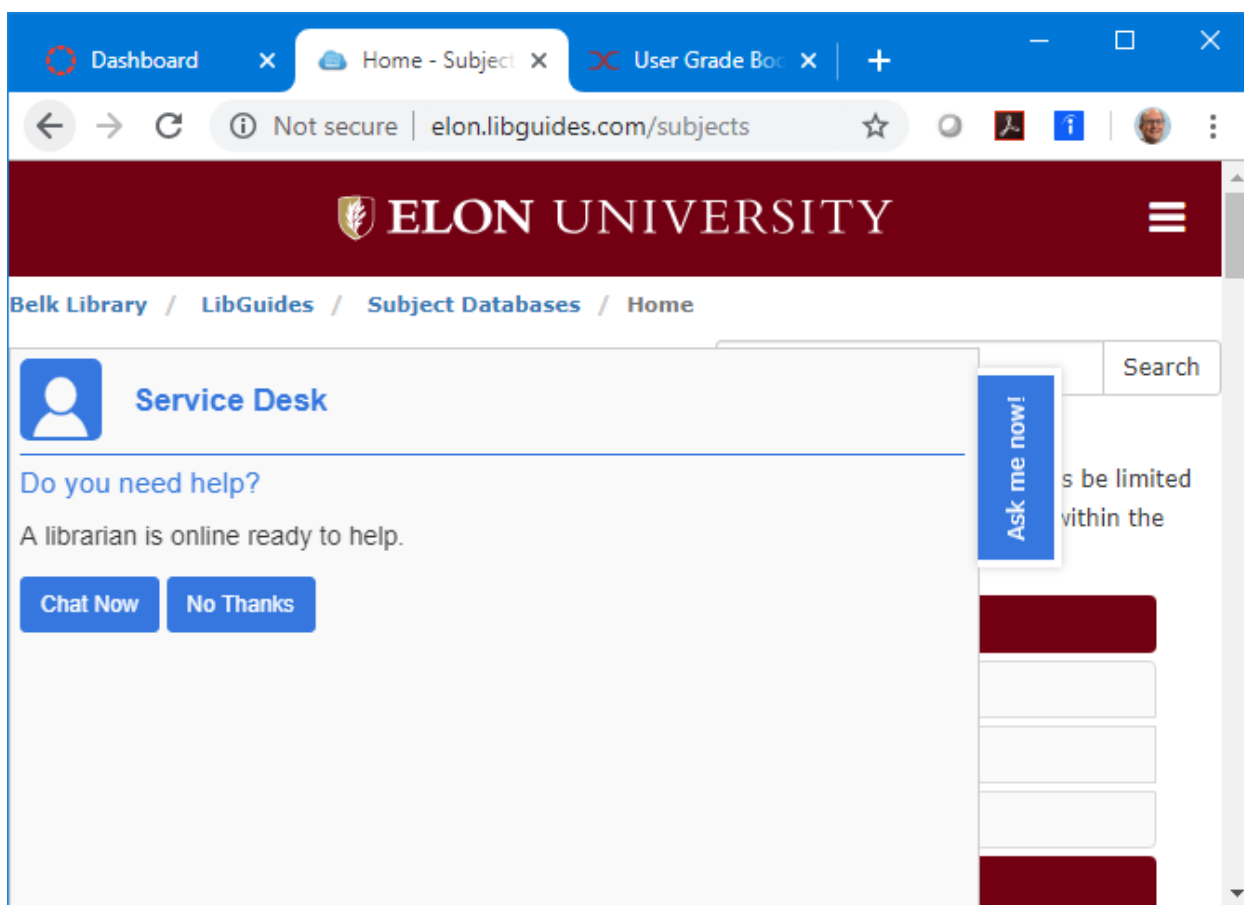 Dashboard Home - Subject User Grade Boo
Not secure elon.libguides.com/subjects
ELON UNIVERSITY
Belk Library / LibGuides / Subject Databases / Home
Search
Service Desk
Ask me now!
Do you need help?
s be limited
A librarian is online ready to help.
within the
Chat Now No Thanks